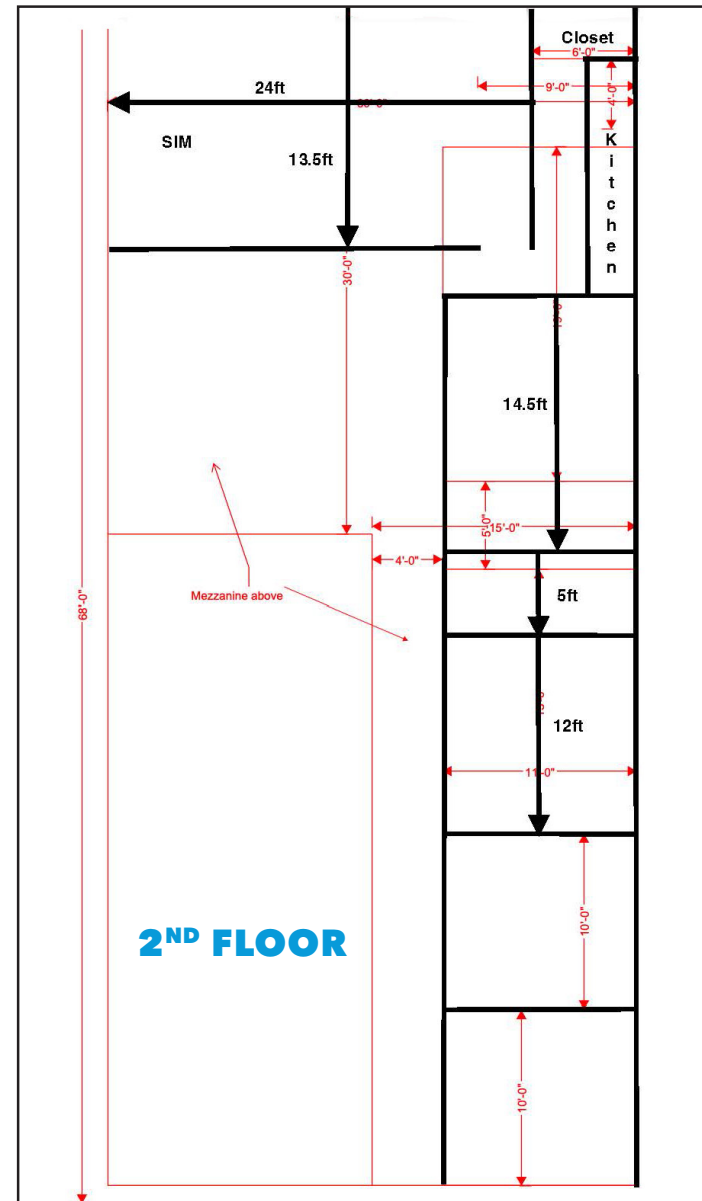 Closet
6'-0"
24ft
9'-0"
4'-0"
SIM
13.5ft
Kitchen
30'-0"
14.5ft
5'-0"
15'-0"
4'-0"
Mezzanine above
5ft
68'-0"
12ft
11'-0"
10'-0"
2ND FLOOR
10'-0"